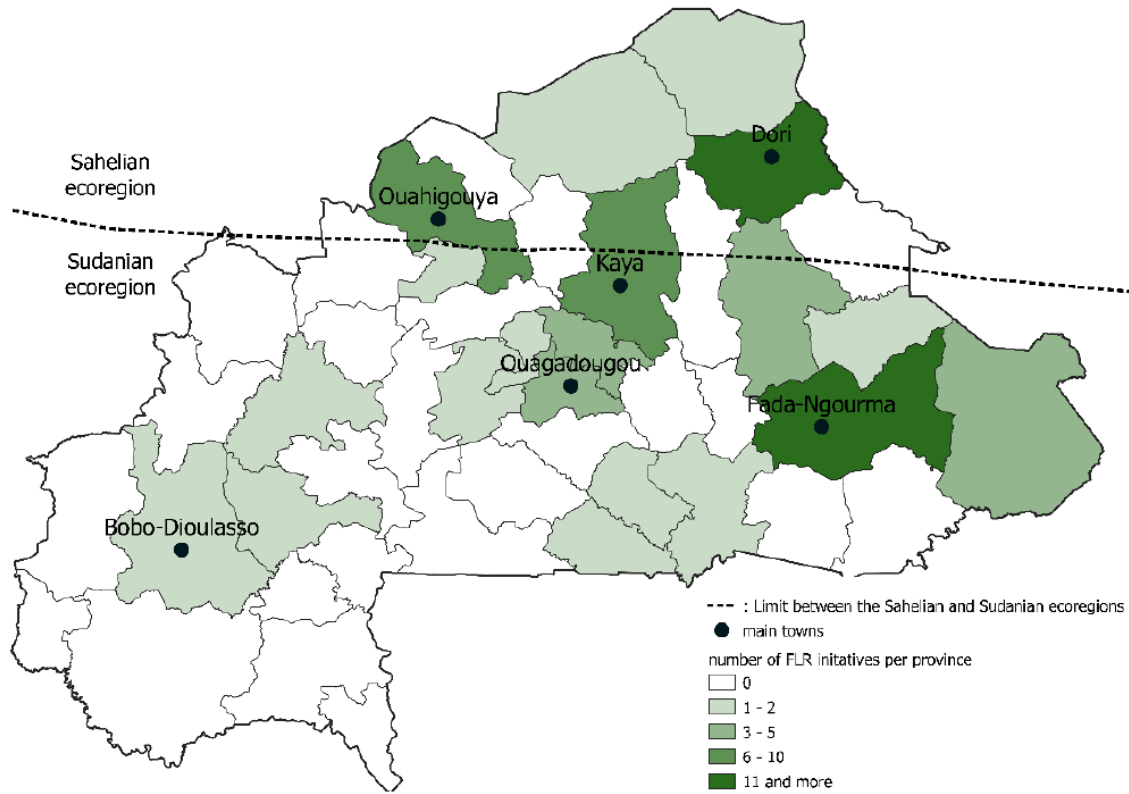 Dori
Sahelian
ecoregion
Ouahigouya
Sudanian
ecoregion
Kaya
Ouagadougou
Fada-Ngourma
Bobo-Dioulasso
: Limit between the Sahelian and Sudanian ecoregions
main towns
number of FLR initatives per province
0
1 - 2
3 - 5
6 - 10
11 and more